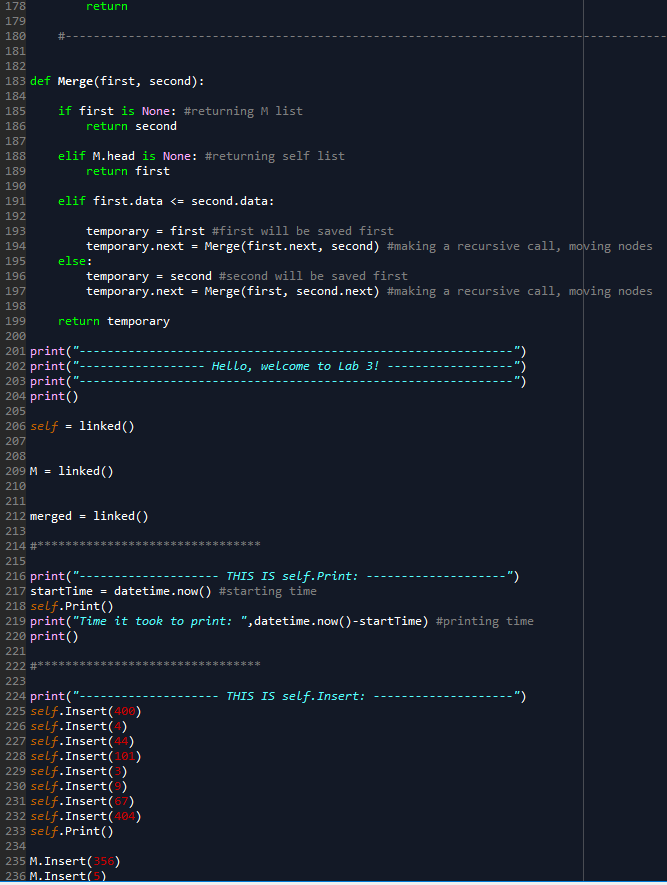 178 return
179
180 #--------------------------------------------------------------------------------------
181
182
183 def Merge(first, second):
184
185 if first is None: #returning M list
186 return second
187
188 elif M.head is None: #returning self list
189 return first
190
191 elif first.data <= second.data:
192
193 temporary = first #first will be saved first
194 temporary.next = Merge(first.next, second) #making a recursive call, moving nodes
195 else:
196 temporary = second #second will be saved first
197 temporary.next = Merge(first, second.next) #making a recursive call, moving nodes
198
199 return temporary
200
201 print("--------------------------------------------------------------")
202 print("------------------ Hello, welcome to Lab 3! ------------------")
203 print("--------------------------------------------------------------")
204 print()
205
206 self = linked()
207
208
209 M = linked()
210
211
212 merged = linked()
213
214 #********************************
215
216 print("-------------------- THIS IS self.Print: --------------------")
217 startTime = datetime.now() #starting time
218 self.Print()
219 print("Time it took to print: ",datetime.now()-startTime) #printing time
220 print()
221
222 #********************************
223
224 print("-------------------- THIS IS self.Insert: --------------------")
225 self.Insert(400)
226 self.Insert(4)
227 self.Insert(44)
228 self.Insert(101)
229 self.Insert(3)
230 self.Insert(9)
231 self.Insert(67)
232 self.Insert(404)
233 self.Print()
234
235 M.Insert(356)
236 M.Insert(5)